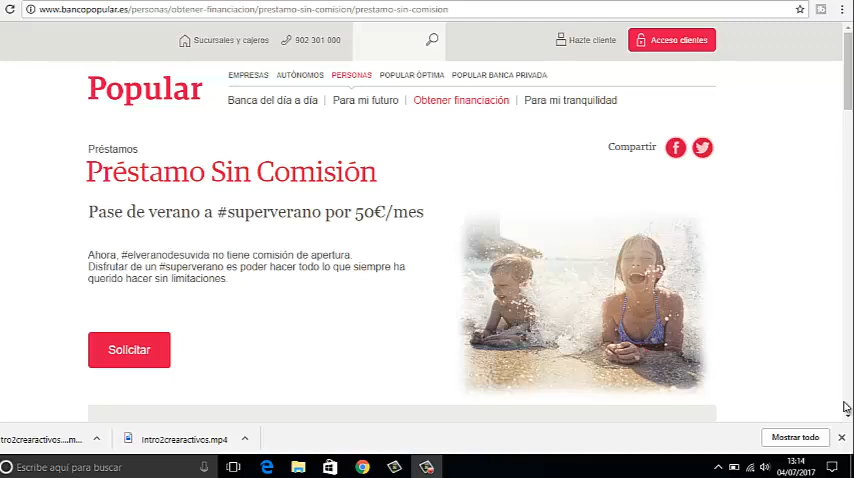 www.bancopopular.es/personas/obtener-financiacion/prestamo-sin-comision/prestamo-sin-comision
Sucursales y cajeros
902 301 000
Hazte cliente
Acceso clientes
Popular
EMPRESAS AUTÓNOMOS PERSONAS POPULAR ÓPTIMA POPULAR BANCA PRIVADA
Banca del día a día | Para mi futuro | Obtener financiación | Para mi tranquilidad
Préstamos
Compartir
Préstamo Sin Comisión
Pase de verano a #superverano por 50€/mes
Ahora, #elveranodesuvida no tiene comisión de apertura.
Disfrutar de un #superverano es poder hacer todo lo que siempre ha
querido hacer sin limitaciones.
Solicitar
tro2crearactivos....m...
Intro2crearactivos.mp4
Mostrar todo
Escribe aquí para buscar
13:14
04/07/2017